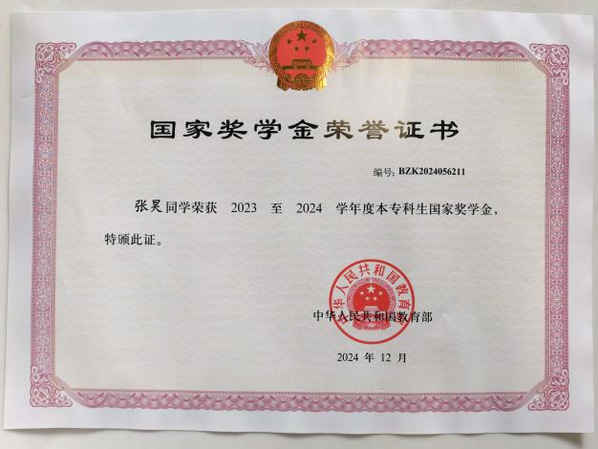 国家奖学金荣誉证书
编号:BZK2024056211
张昊同学荣获 2023 至 2024 学年度本专科生国家奖学金,
特颁此证。
中华人民共和国教育部
中华人民共和国教育部
2024 年 12 月